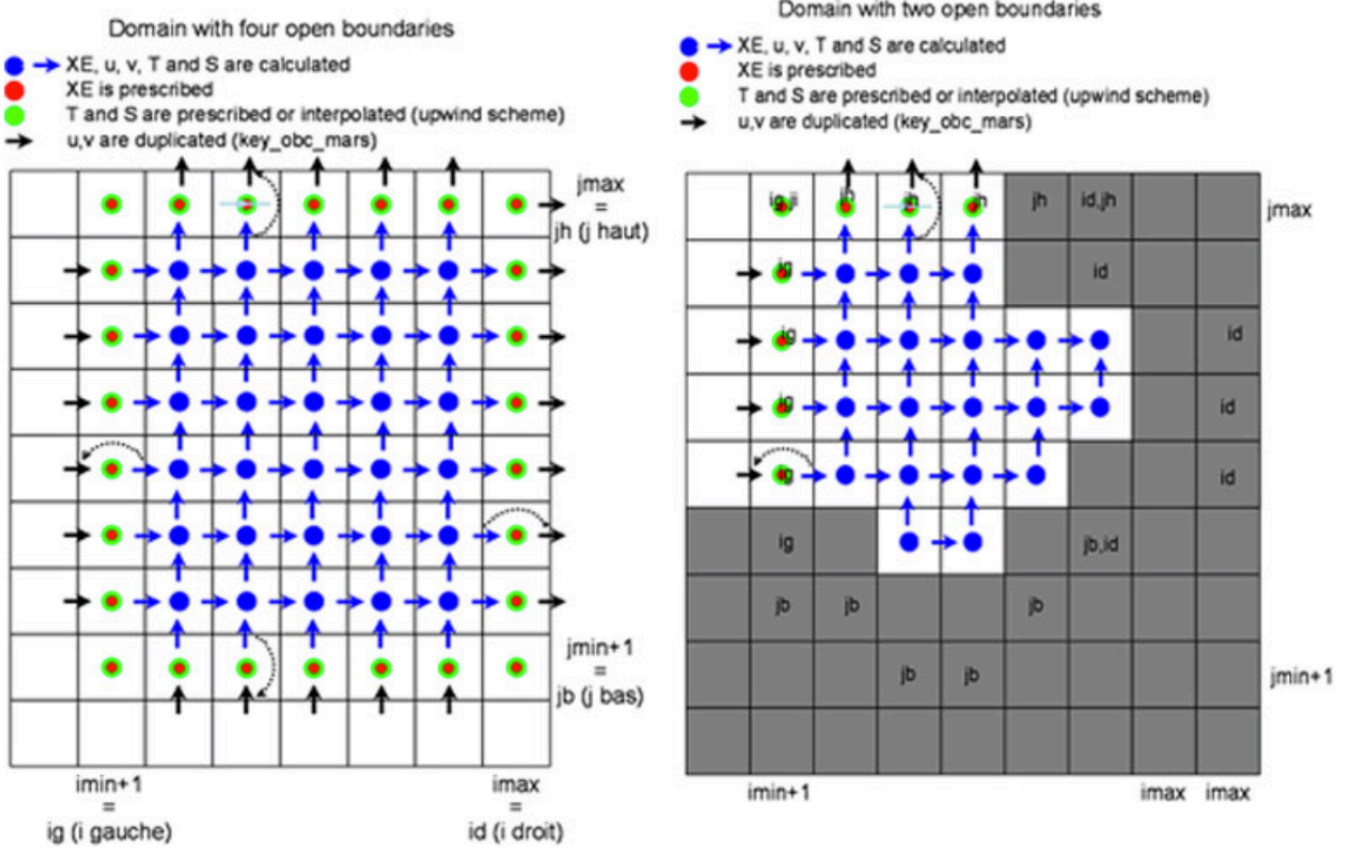 Domain with four open boundaries
XE, u, v, T and S are calculated
XE is prescribed
T and S are prescribed or interpolated (upwind scheme)
u,v are duplicated (key_obc_mars)
jmax
=
jh (j haut)
jmin+1
=
jb (j bas)
imin+1
=
ig (i gauche)
imax
=
id (i droit)
Domain with two open boundaries
XE, u, v, T and S are calculated
XE is prescribed
T and S are prescribed or interpolated (upwind scheme)
u,v are duplicated (key_obc_mars)
jh jh jh jh id,jh
jmax
ig id
ig id
ig id
ig id
ig jb,id
jb jb jb
jb jb
jmin+1
imin+1 imax imax